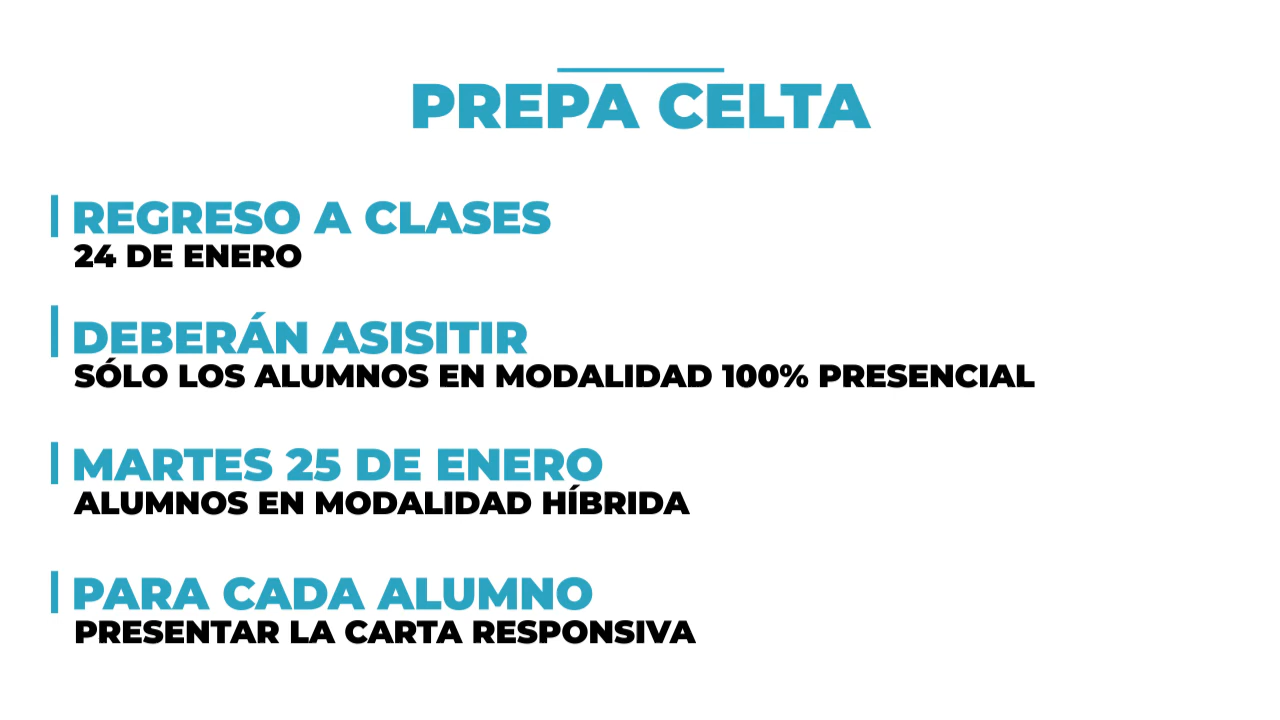 PREPA CELTA
REGRESO A CLASES
24 DE ENERO
DEBERÁN ASISITIR
SÓLO LOS ALUMNOS EN MODALIDAD 100% PRESENCIAL
MARTES 25 DE ENERO
ALUMNOS EN MODALIDAD HÍBRIDA
PARA CADA ALUMNO
PRESENTAR LA CARTA RESPONSIVA